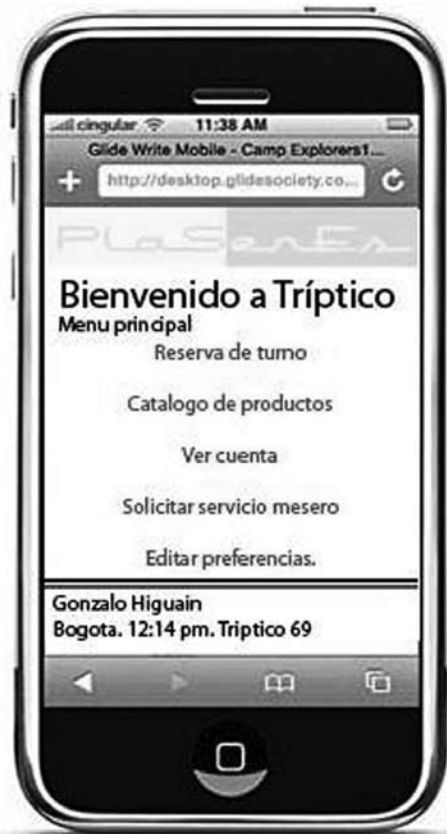 cingular 11:38 AM
Glide Write Mobile - Camp Explorers1...
http://desktop.glidesociety.co...
PLaSenEs
Bienvenido a Tríptico
Menu principal
Reserva de turno
Catalogo de productos
Ver cuenta
Solicitar servicio mesero
Editar preferencias.
Gonzalo Higuain
Bogota. 12:14 pm. Triptico 69